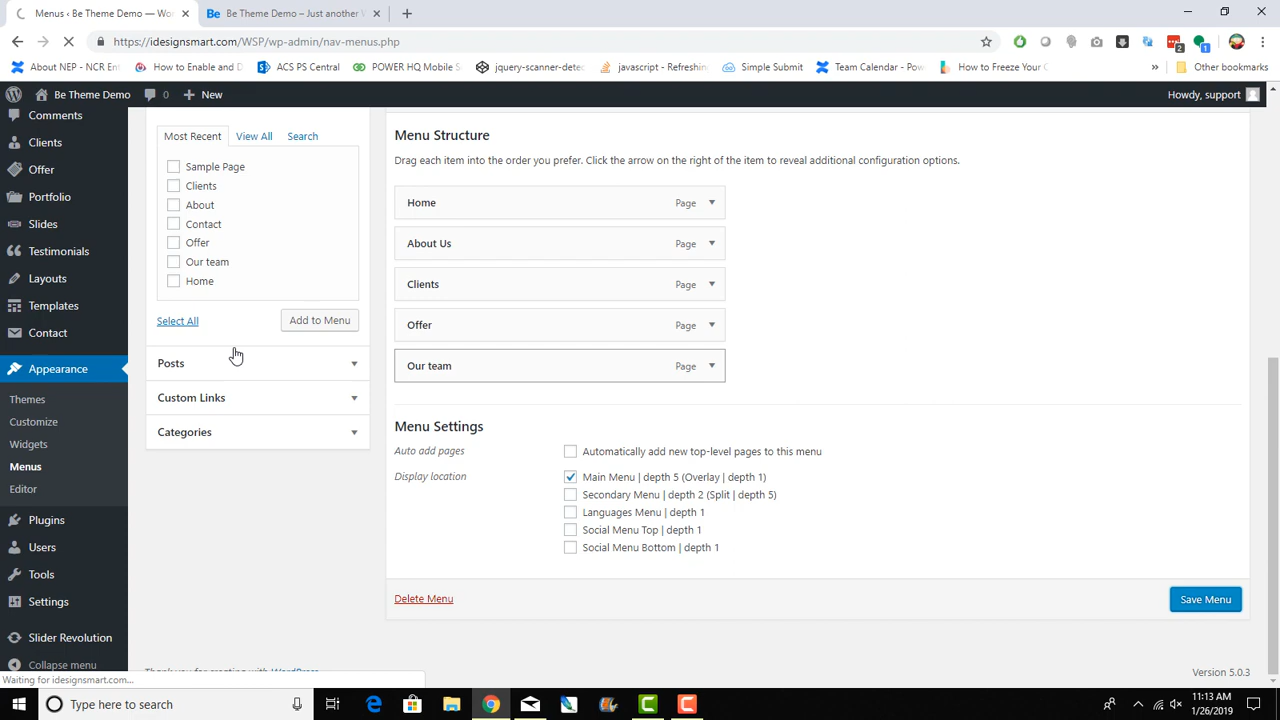 Menus ‹ Be Theme Demo — Wor
Be Theme Demo – Just another W
https://idesignsmart.com/WSP/wp-admin/nav-menus.php
About NEP - NCR Ent
How to Enable and D
ACS PS Central
POWER HQ Mobile S
jquery-scanner-detec
javascript - Refreshing
Simple Submit
Team Calendar - Pow
How to Freeze Your C
»
Other bookmarks
Be Theme Demo
0
New
Howdy, support
Comments
Clients
Offer
Portfolio
Slides
Testimonials
Layouts
Templates
Contact
Appearance
Themes
Customize
Widgets
Menus
Editor
Plugins
Users
Tools
Settings
Slider Revolution
Collapse menu
Most Recent
View All
Search
Sample Page
Clients
About
Contact
Offer
Our team
Home
Select All
Add to Menu
Posts
Custom Links
Categories
Menu Structure
Drag each item into the order you prefer. Click the arrow on the right of the item to reveal additional configuration options.
Home Page
About Us Page
Clients Page
Offer Page
Our team Page
Menu Settings
Auto add pages
Automatically add new top-level pages to this menu
Display location
Main Menu | depth 5 (Overlay | depth 1)
Secondary Menu | depth 2 (Split | depth 5)
Languages Menu | depth 1
Social Menu Top | depth 1
Social Menu Bottom | depth 1
Delete Menu
Save Menu
Thank you for creating with WordPress
Version 5.0.3
Waiting for idesignsmart.com...
Type here to search
11:13 AM
1/26/2019